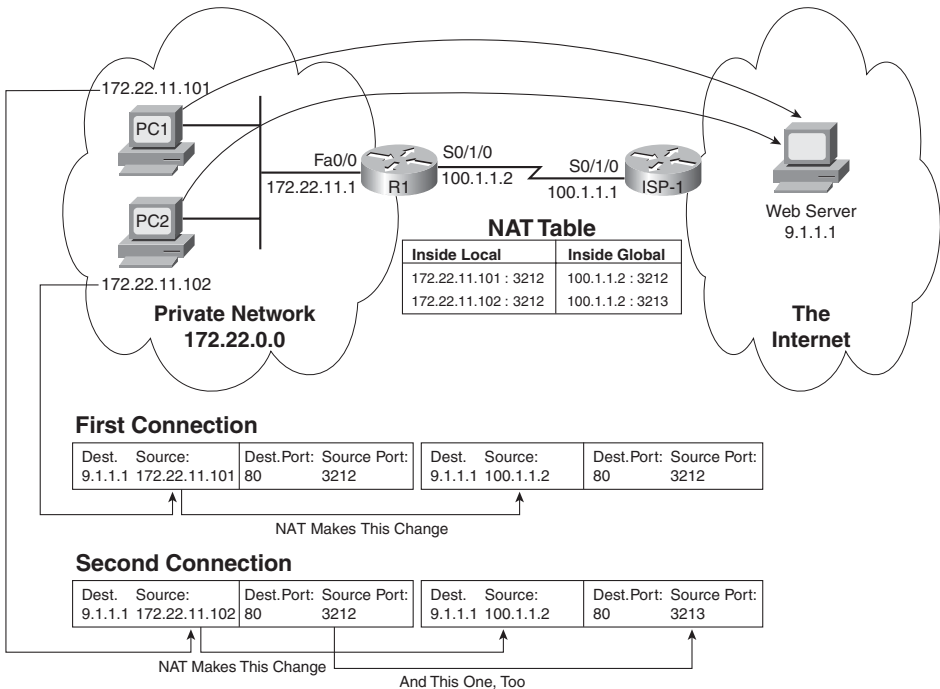 172.22.11.101
PC1
PC2
172.22.11.102
Private Network
172.22.0.0
Fa0/0
172.22.11.1
R1
S0/1/0
100.1.1.2
S0/1/0
100.1.1.1
ISP-1
Web Server
9.1.1.1
The
Internet
NAT Table
Inside Local Inside Global
172.22.11.101 : 3212 100.1.1.2 : 3212
172.22.11.102 : 3212 100.1.1.2 : 3213
First Connection
Dest. Source: Dest.Port: Source Port: Dest. Source: Dest.Port: Source Port:
9.1.1.1 172.22.11.101 80 3212 9.1.1.1 100.1.1.2 80 3212
NAT Makes This Change
Second Connection
Dest. Source: Dest.Port: Source Port: Dest. Source: Dest.Port: Source Port:
9.1.1.1 172.22.11.102 80 3212 9.1.1.1 100.1.1.2 80 3213
NAT Makes This Change
And This One, Too